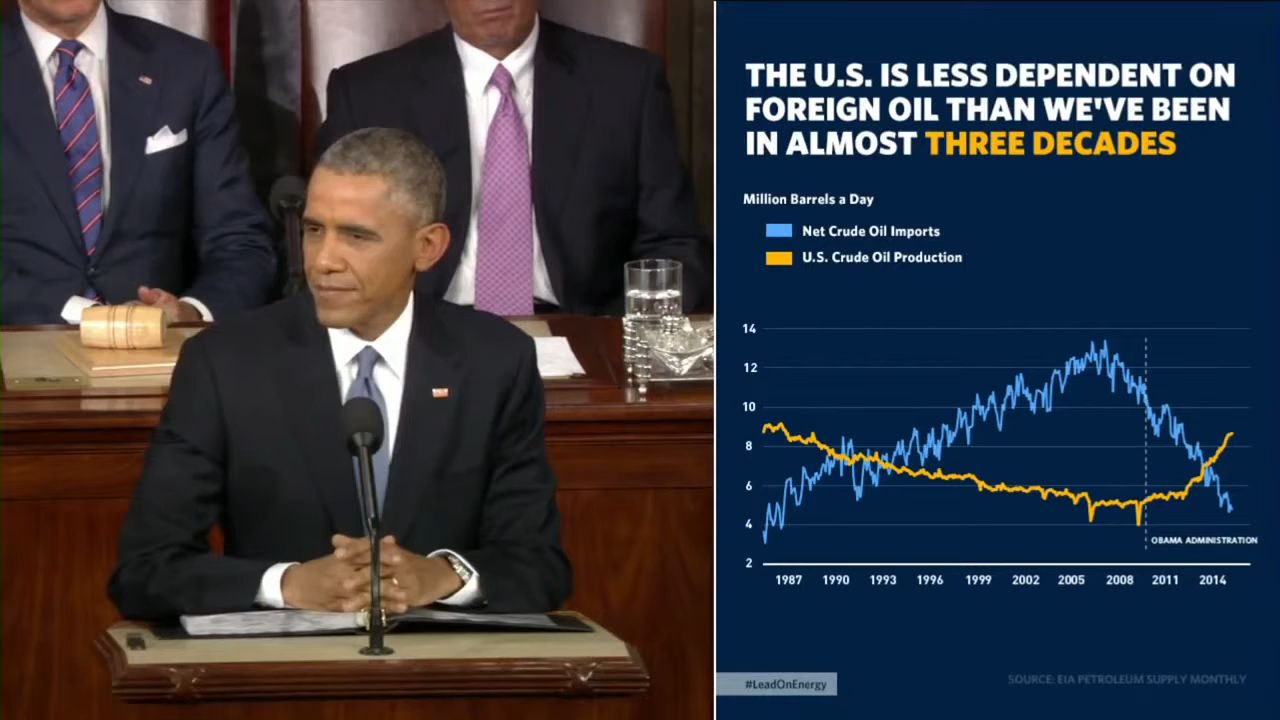 THE U.S. IS LESS DEPENDENT ON
FOREIGN OIL THAN WE'VE BEEN
IN ALMOST THREE DECADES
Million Barrels a Day
Net Crude Oil Imports
U.S. Crude Oil Production
14
12
10
8
6
4
2
OBAMA ADMINISTRATION
1987 1990 1993 1996 1999 2002 2005 2008 2011 2014
#LeadOnEnergy
SOURCE: EIA PETROLEUM SUPPLY MONTHLY